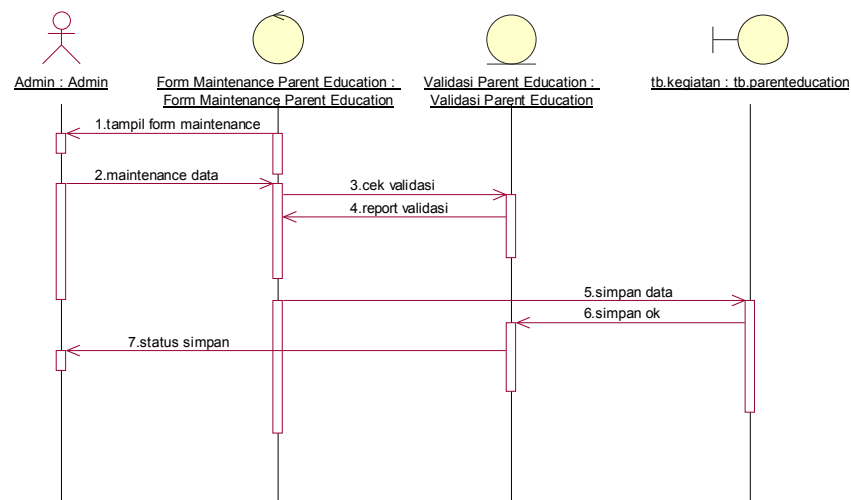 Admin : Admin
Form Maintenance Parent Education :
Form Maintenance Parent Education
Validasi Parent Education :
Validasi Parent Education
tb.kegiatan : tb.parenteducation
1.tampil form maintenance
2.maintenance data
3.cek validasi
4.report validasi
5.simpan data
6.simpan ok
7.status simpan